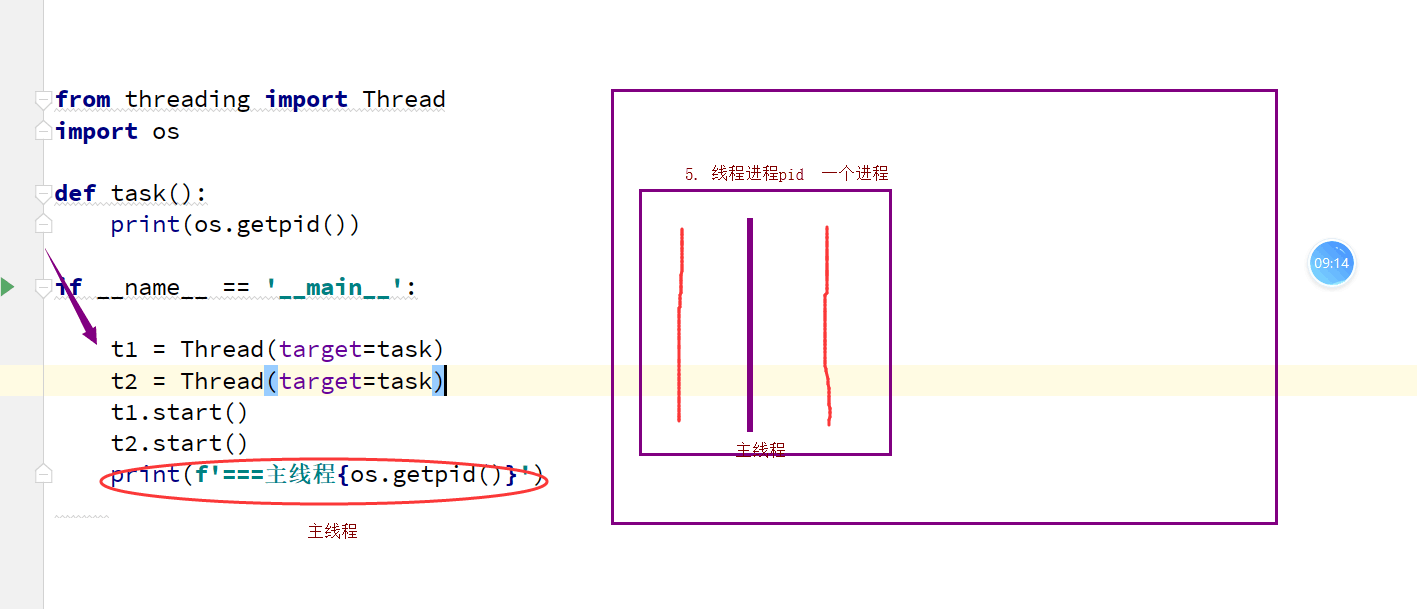 from threading import Thread
import os
def task():
    print(os.getpid())
if __name__ == '__main__':
    t1 = Thread(target=task)
    t2 = Thread(target=task)
    t1.start()
    t2.start()
    print(f'===主线程{os.getpid()}')
主线程
5. 线程进程pid 一个进程
主线程
09:14